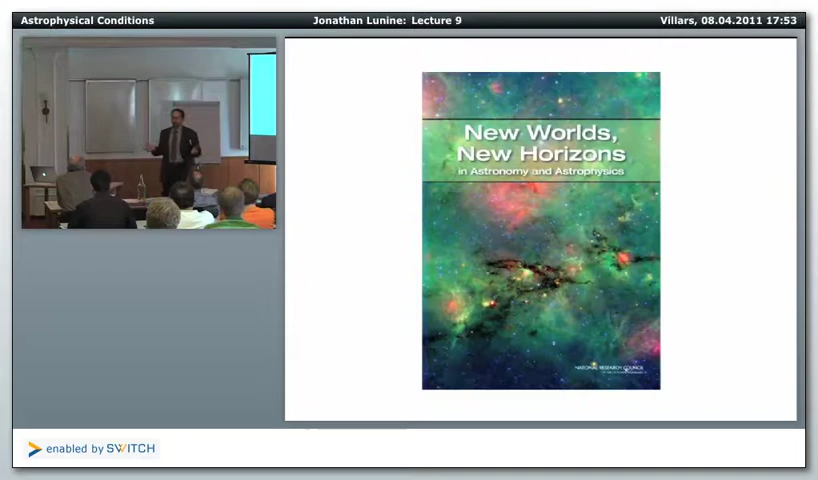 Astrophysical Conditions
Jonathan Lunine: Lecture 9
Villars, 08.04.2011 17:53
New Worlds,
New Horizons
in Astronomy and Astrophysics
NATIONAL RESEARCH COUNCIL
enabled by SWITCH